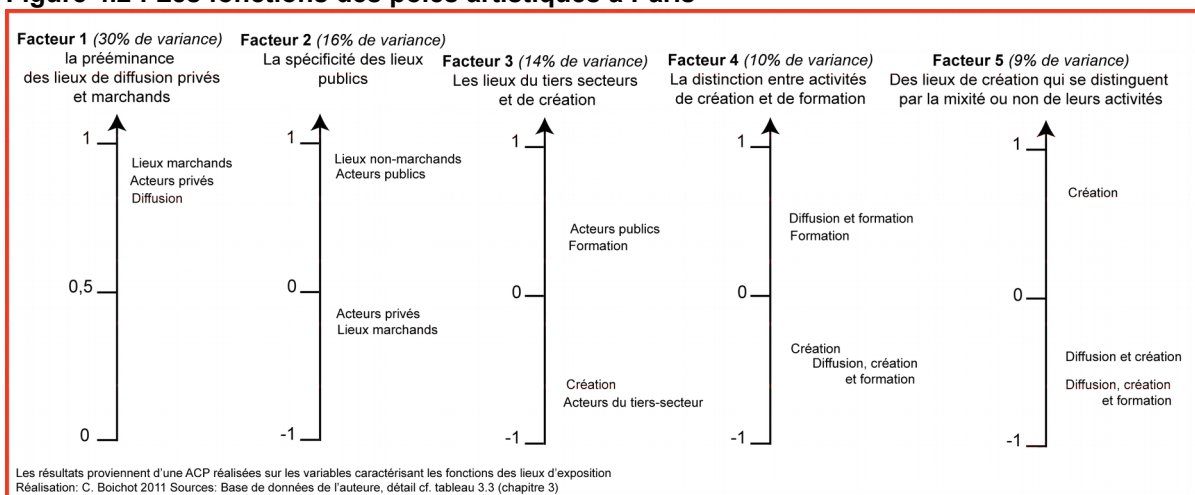 Figure 4.2 : Les fonctions des pôles artistiques à Paris
Facteur 1 (30% de variance)
la prééminance
des lieux de diffusion privés
et marchands
1
Lieux marchands
Acteurs privés
Diffusion
0,5
0
Facteur 2 (16% de variance)
La spécificité des lieux
publics
1
Lieux non-marchands
Acteurs publics
0
Acteurs privés
Lieux marchands
-1
Facteur 3 (14% de variance)
Les lieux du tiers secteurs
et de création
1
Acteurs publics
Formation
0
Création
Acteurs du tiers-secteur
-1
Facteur 4 (10% de variance)
La distinction entre activités
de création et de formation
1
Diffusion et formation
Formation
0
Création
Diffusion, création
et formation
-1
Facteur 5 (9% de variance)
Des lieux de création qui se distinguent
par la mixité ou non de leurs activités
1
Création
0
Diffusion et création
Diffusion, création
et formation
-1
Les résultats proviennent d'une ACP réalisées sur les variables caractérisant les fonctions des lieux d'exposition
Réalisation: C. Boichot 2011 Sources: Base de données de l'auteure, détail cf. tableau 3.3 (chapitre 3)